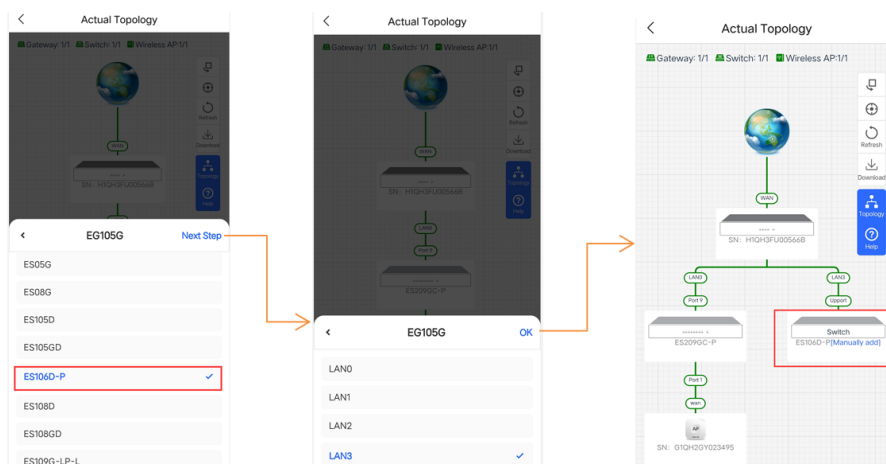 Actual Topology
Gateway: 1/1 Switch: 1/1 Wireless AP:1/1
Refresh
WAN
Download
SN: H1QH3FU00566B
Topology
Help
EG105G
Next Step
ES05G
ES08G
ES105D
ES105GD
ES106D-P
ES108D
ES108GD
ES109G-LP-L
Actual Topology
Gateway: 1/1 Switch: 1/1 Wireless AP:1/1
Refresh
WAN
Download
SN: H1QH3FU00566B
Topology
Help
LAN3
Port 9
ES209GC-P
EG105G
OK
LAN0
LAN1
LAN2
LAN3
Actual Topology
Gateway: 1/1 Switch: 1/1 Wireless AP:1/1
Refresh
Download
WAN
Topology
SN: H1QH3FU00566B
Help
LAN3
LAN3
Port 9
Upport
Switch
ES209GC-P
ES106D-P[Manually add]
Port 1
wan
AP
SN: G1QH2GY023495